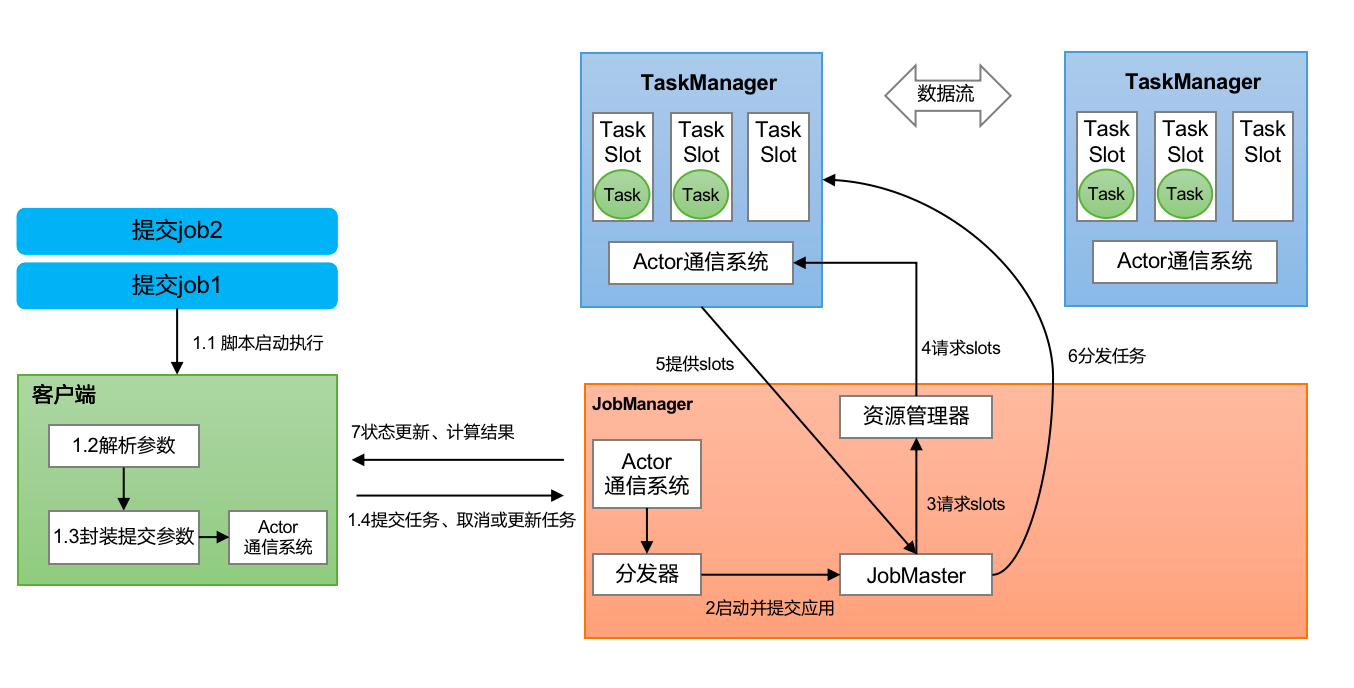 TaskManager
Task
Slot
Task
Task
Slot
Task
Task
Slot
Actor通信系统
数据流
TaskManager
Task
Slot
Task
Task
Slot
Task
Task
Slot
Actor通信系统
提交job2
提交job1
1.1 脚本启动执行
客户端
1.2解析参数
1.3封装提交参数
Actor
通信系统
7状态更新、计算结果
1.4提交任务、取消或更新任务
5提供slots
4请求slots
6分发任务
JobManager
Actor
通信系统
资源管理器
3请求slots
分发器
JobMaster
2启动并提交应用